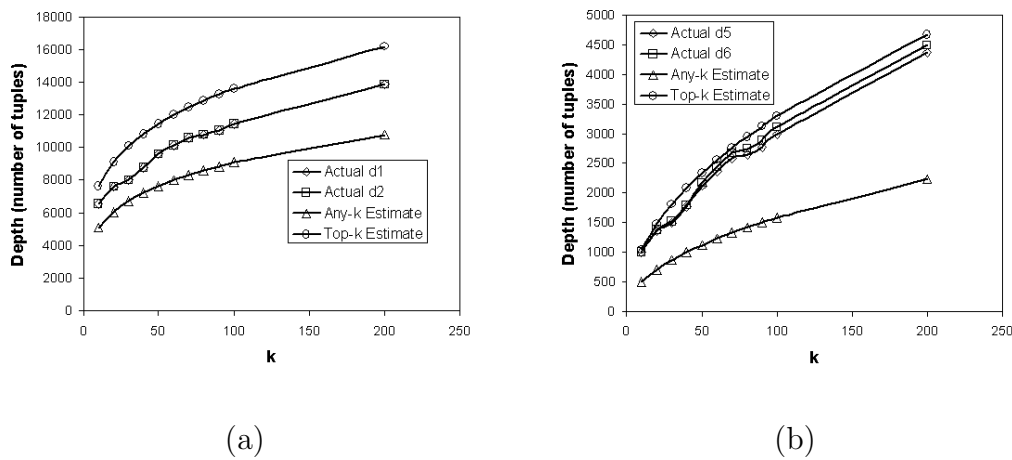 Depth (number of tuples)
18000
16000
14000
12000
10000
8000
6000
4000
2000
0
0 50 100 150 200 250
k
Actual d1
Actual d2
Any-k Estimate
Top-k Estimate
(a)
Depth (number of tuples)
5000
4500
4000
3500
3000
2500
2000
1500
1000
500
0
0 50 100 150 200 250
k
Actual d5
Actual d6
Any-k Estimate
Top-k Estimate
(b)